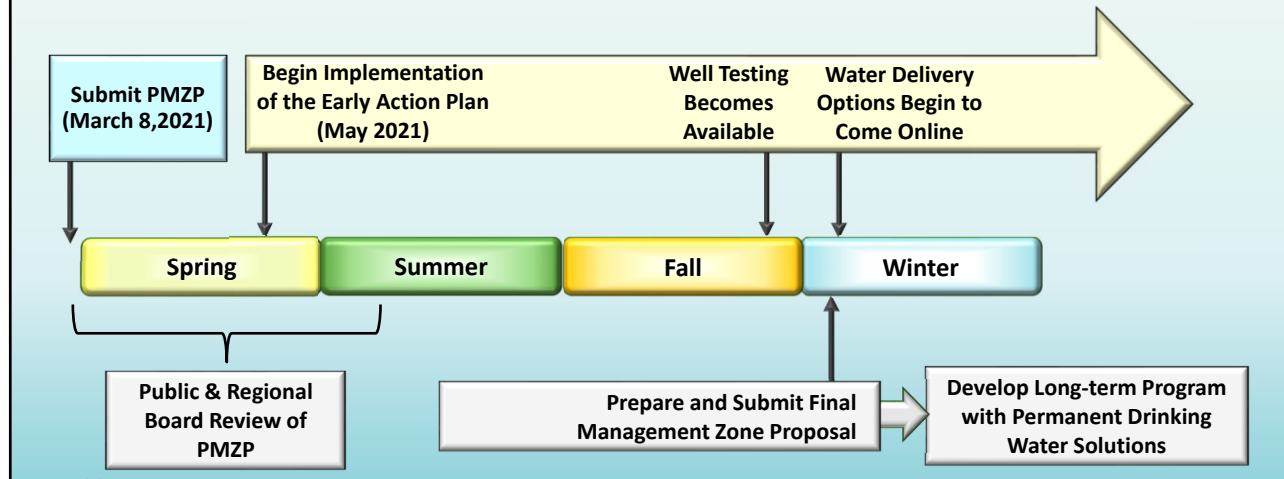 Submit PMZP
(March 8,2021)
Begin Implementation
of the Early Action Plan
(May 2021)
Well Testing
Becomes
Available
Water Delivery
Options Begin to
Come Online
Spring
Summer
Fall
Winter
Public & Regional
Board Review of
PMZP
Prepare and Submit Final
Management Zone Proposal
Develop Long-term Program
with Permanent Drinking
Water Solutions